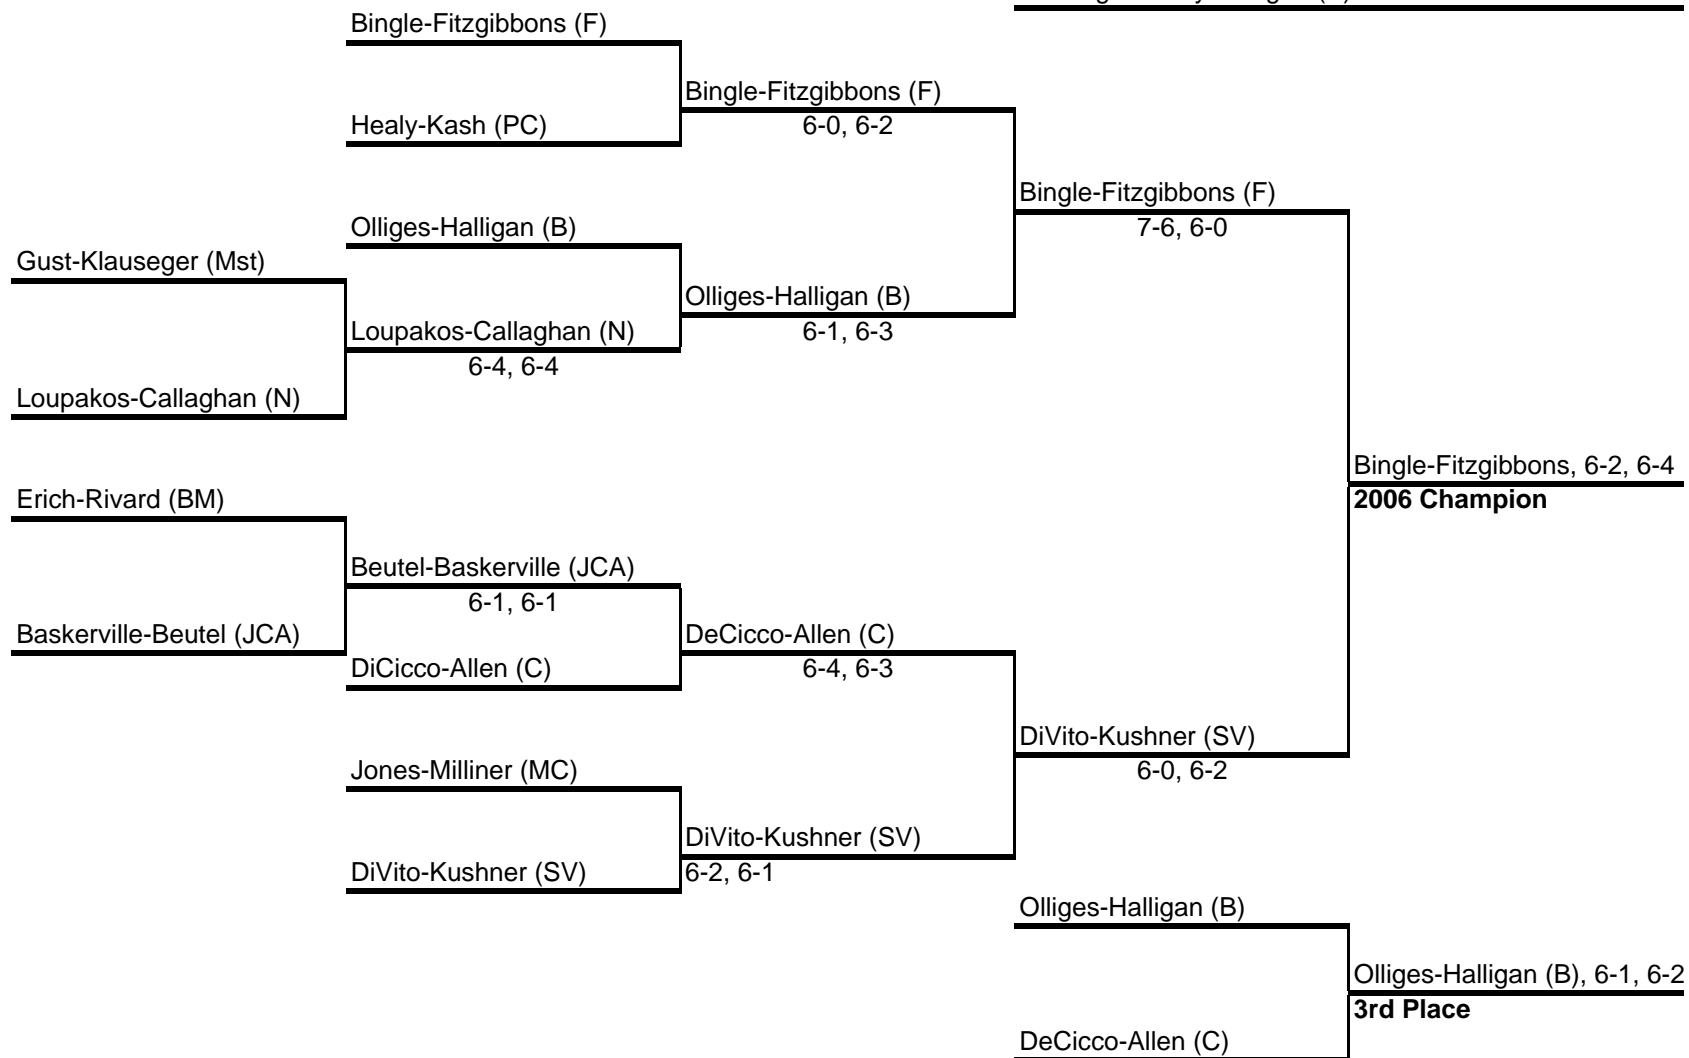 Bingle-Fitzgibbons (F)
Bingle-Fitzgibbons (F)
Healy-Kash (PC)
6-0, 6-2
Bingle-Fitzgibbons (F)
Olliges-Halligan (B)
7-6, 6-0
Gust-Klauseger (Mst)
Olliges-Halligan (B)
Loupakos-Callaghan (N)
6-1, 6-3
6-4, 6-4
Loupakos-Callaghan (N)
Bingle-Fitzgibbons, 6-2, 6-4
Erich-Rivard (BM)
2006 Champion
Beutel-Baskerville (JCA)
6-1, 6-1
Baskerville-Beutel (JCA)
DeCicco-Allen (C)
DiCicco-Allen (C)
6-4, 6-3
DiVito-Kushner (SV)
Jones-Milliner (MC)
6-0, 6-2
DiVito-Kushner (SV)
DiVito-Kushner (SV)
6-2, 6-1
Olliges-Halligan (B)
Olliges-Halligan (B), 6-1, 6-2
3rd Place
DeCicco-Allen (C)